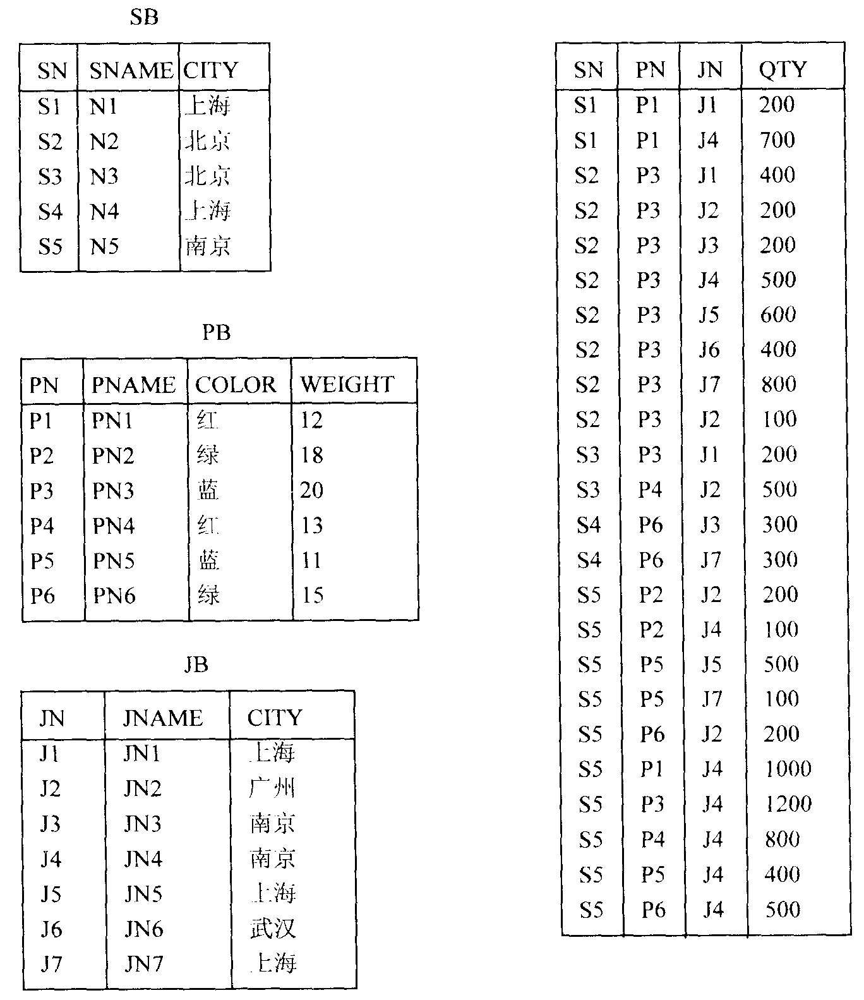 SB
SN SNAME CITY
S1 N1 上海
S2 N2 北京
S3 N3 北京
S4 N4 上海
S5 N5 南京
PB
PN PNAME COLOR WEIGHT
P1 PN1 红 12
P2 PN2 绿 18
P3 PN3 蓝 20
P4 PN4 红 13
P5 PN5 蓝 11
P6 PN6 绿 15
JB
JN JNAME CITY
J1 JN1 上海
J2 JN2 广州
J3 JN3 南京
J4 JN4 南京
J5 JN5 上海
J6 JN6 武汉
J7 JN7 上海
SN PN JN QTY
S1 P1 J1 200
S1 P1 J4 700
S2 P3 J1 400
S2 P3 J2 200
S2 P3 J3 200
S2 P3 J4 500
S2 P3 J5 600
S2 P3 J6 400
S2 P3 J7 800
S2 P3 J2 100
S3 P3 J1 200
S3 P4 J2 500
S4 P6 J3 300
S4 P6 J7 300
S5 P2 J2 200
S5 P2 J4 100
S5 P5 J5 500
S5 P5 J7 100
S5 P6 J2 200
S5 P1 J4 1000
S5 P3 J4 1200
S5 P4 J4 800
S5 P5 J4 400
S5 P6 J4 500